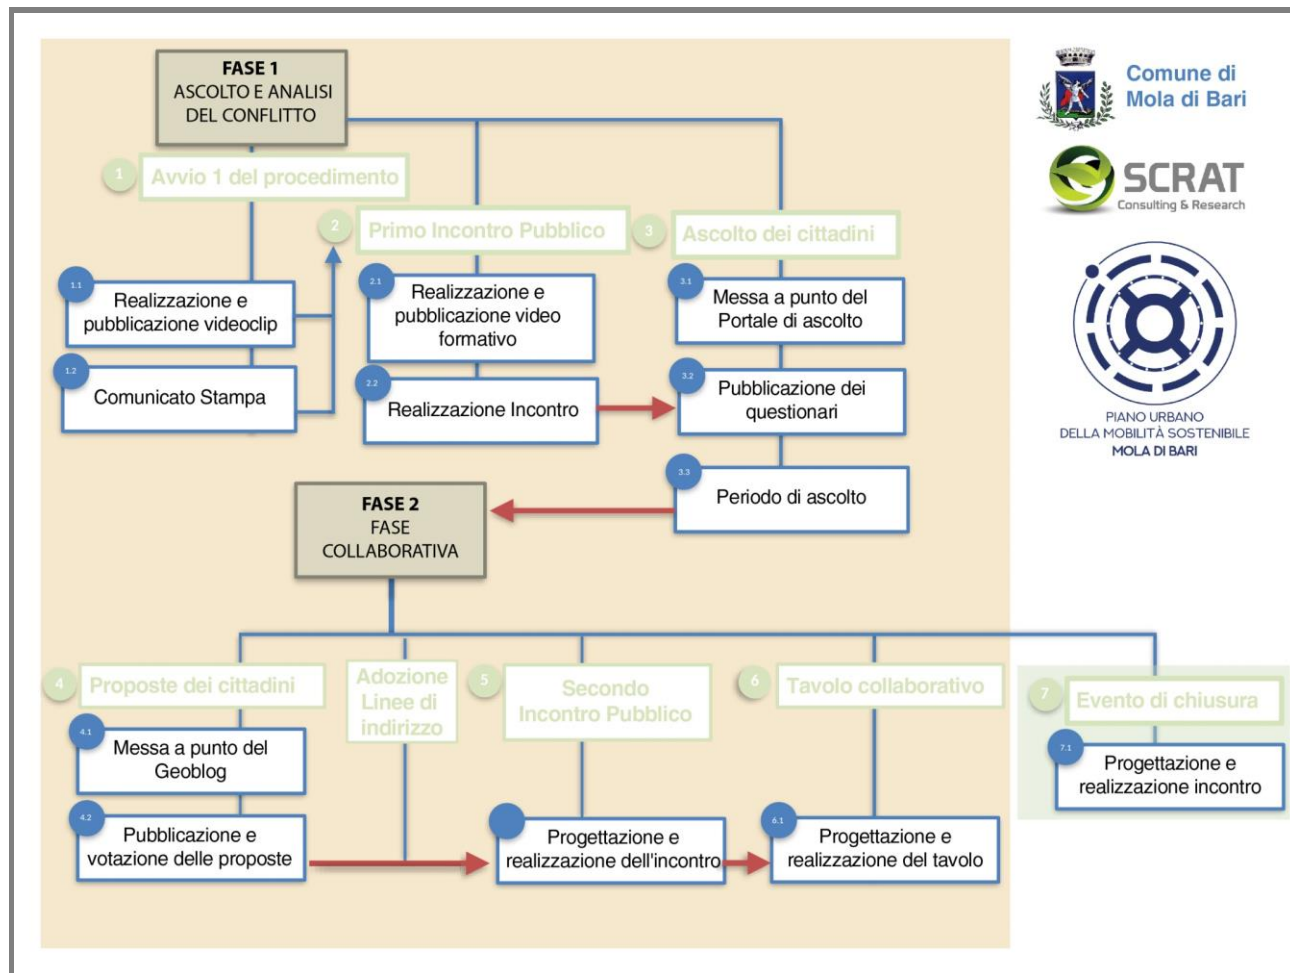 FASE 1
ASCOLTO E ANALISI
DEL CONFLITTO
Comune di
Mola di Bari
SCRAT
Consulting & Research
PIANO URBANO
DELLA MOBILITÀ SOSTENIBILE
MOLA DI BARI
1
Avvio 1 del procedimento
2
Primo Incontro Pubblico
3
Ascolto dei cittadini
1.1
Realizzazione e
pubblicazione videoclip
1.2
Comunicato Stampa
2.1
Realizzazione e
pubblicazione video
formativo
2.2
Realizzazione Incontro
3.1
Messa a punto del
Portale di ascolto
3.2
Pubblicazione dei
questionari
3.3
Periodo di ascolto
FASE 2
FASE
COLLABORATIVA
4
Proposte dei cittadini
Adozione
Linee di
indirizzo
5
Secondo
Incontro Pubblico
6
Tavolo collaborativo
7
Evento di chiusura
4.1
Messa a punto del
Geoblog
4.2
Pubblicazione e
votazione delle proposte
Progettazione e
realizzazione dell'incontro
6.1
Progettazione e
realizzazione del tavolo
7.1
Progettazione e
realizzazione incontro